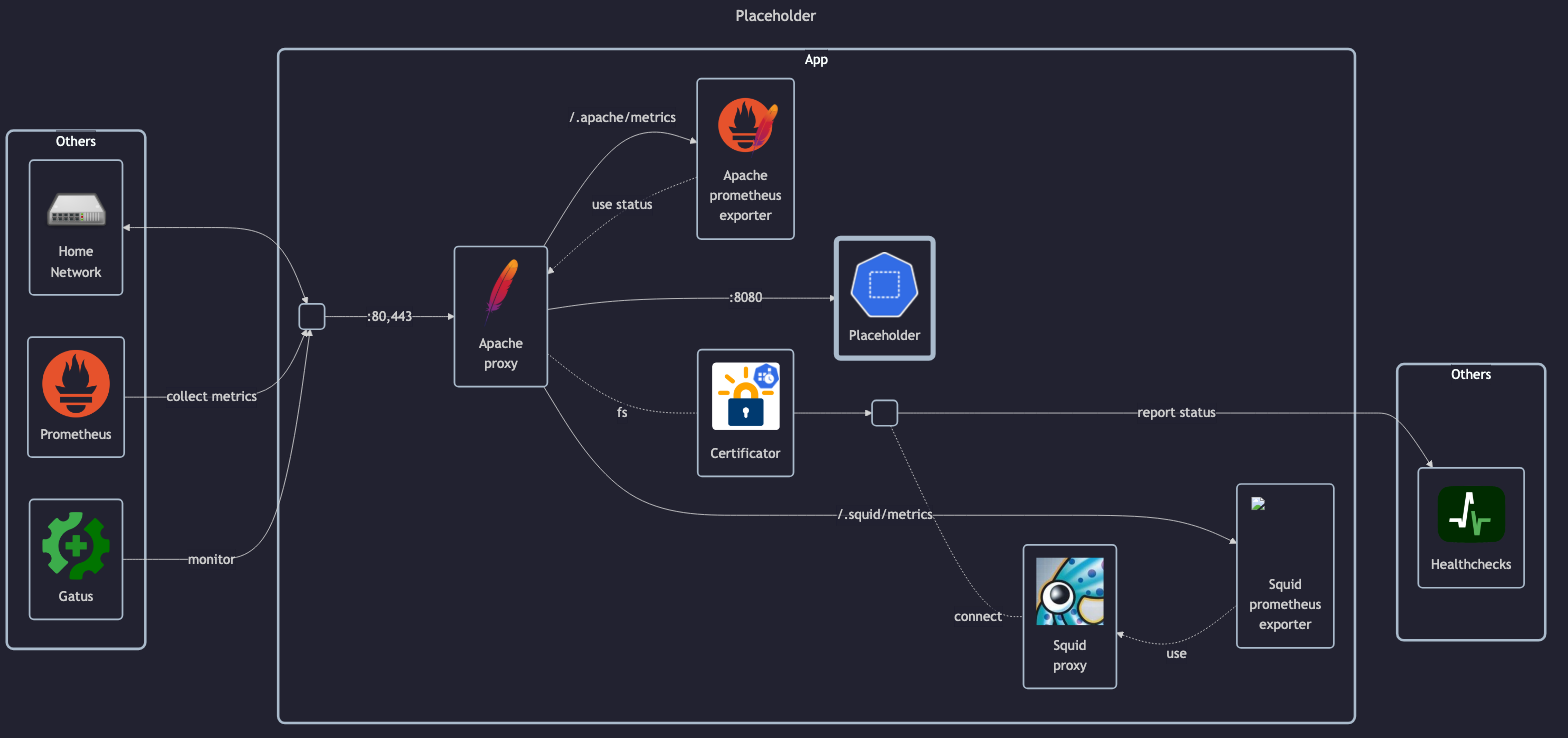 Placeholder
App
Others
Home
Network
Prometheus
Gatus
collect metrics
monitor
:80,443
Apache
proxy
/.apache/metrics
use status
Apache
prometheus
exporter
:8080
Placeholder
fs
Certificator
report status
/.squid/metrics
connect
Squid
proxy
use
Squid
prometheus
exporter
Others
Healthchecks